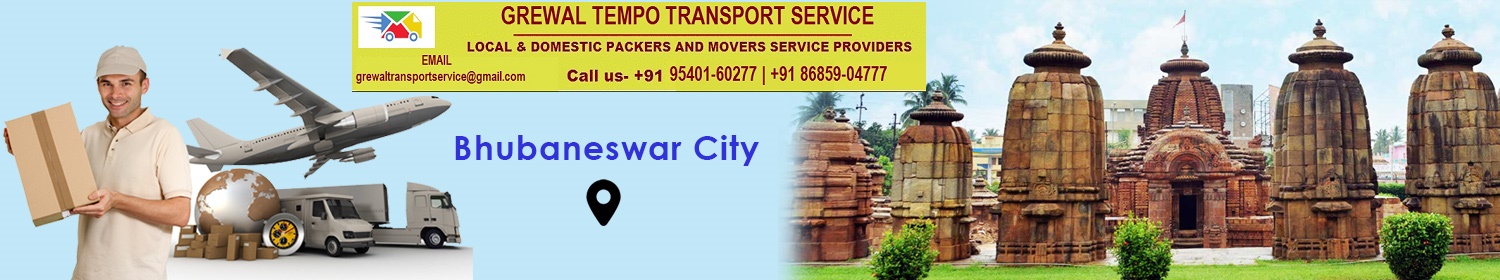 GREWAL TEMPO TRANSPORT SERVICE
LOCAL & DOMESTIC PACKERS AND MOVERS SERVICE PROVIDERS
EMAIL
grewaltransportservice@gmail.com
Call us- +91 95401-60277 | +91 86859-04777
Bhubaneswar City